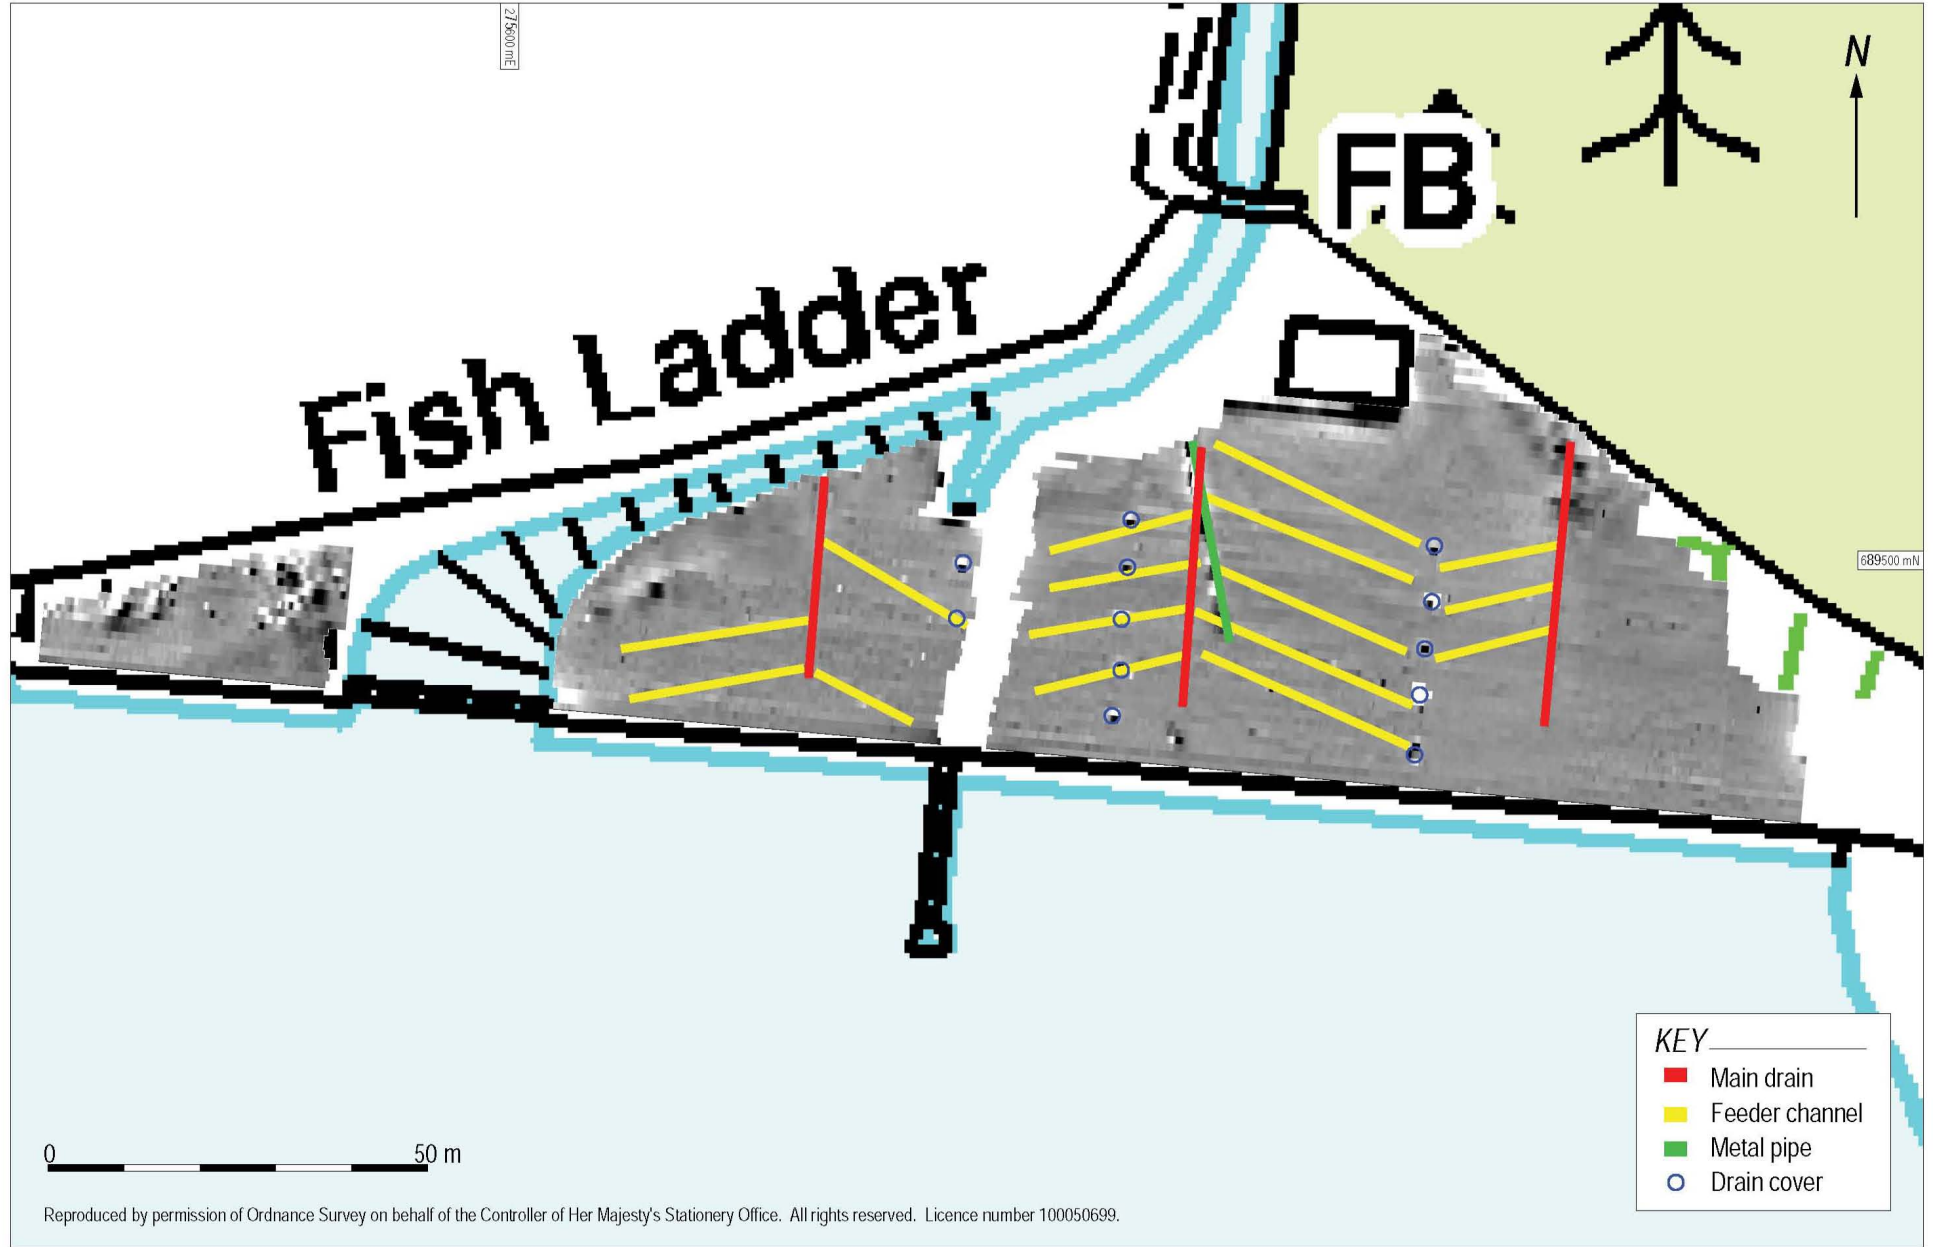 275600 mE
N
FB
Fish Ladder
689500 mN
KEY
Main drain
Feeder channel
Metal pipe
Drain cover
0 50 m
Reproduced by permission of Ordnance Survey on behalf of the Controller of Her Majesty's Stationery Office. All rights reserved. Licence number 100050699.